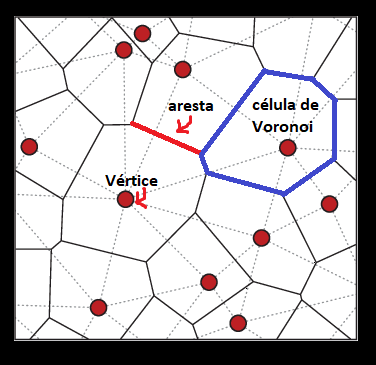 aresta
célula de
Voronoi
Vértice